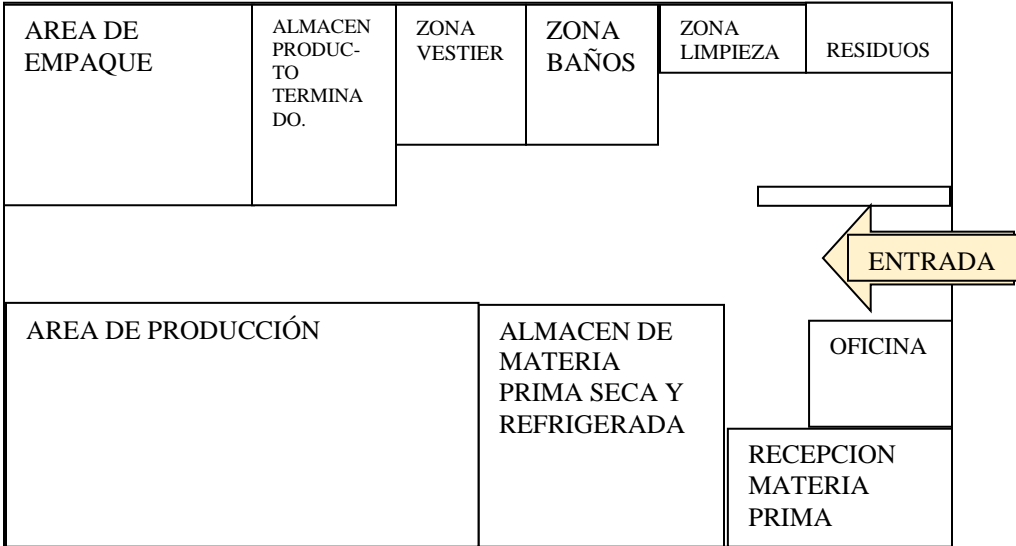 AREA DE
EMPAQUE
ALMACEN
PRODUC-
TO
TERMINA
DO.
ZONA
VESTIER
ZONA
BAÑOS
ZONA
LIMPIEZA
RESIDUOS
ENTRADA
AREA DE PRODUCCIÓN
ALMACEN DE
MATERIA
PRIMA SECA Y
REFRIGERADA
OFICINA
RECEPCION
MATERIA
PRIMA